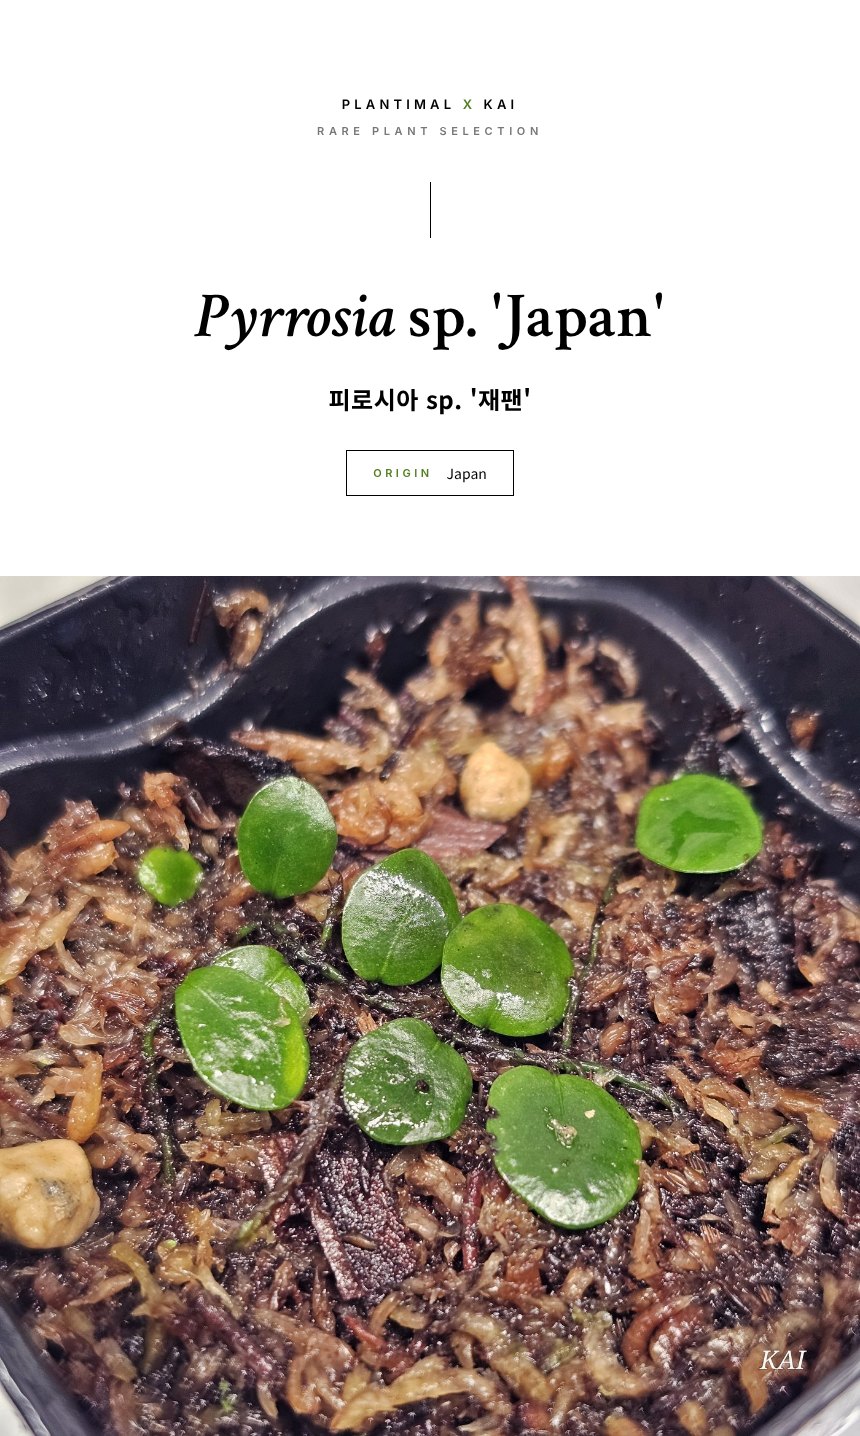 PLANTIMAL X KAI
RARE PLANT SELECTION
Pyrrosia sp. 'Japan'
피로시아 sp. '재팬'
ORIGIN Japan
KAI